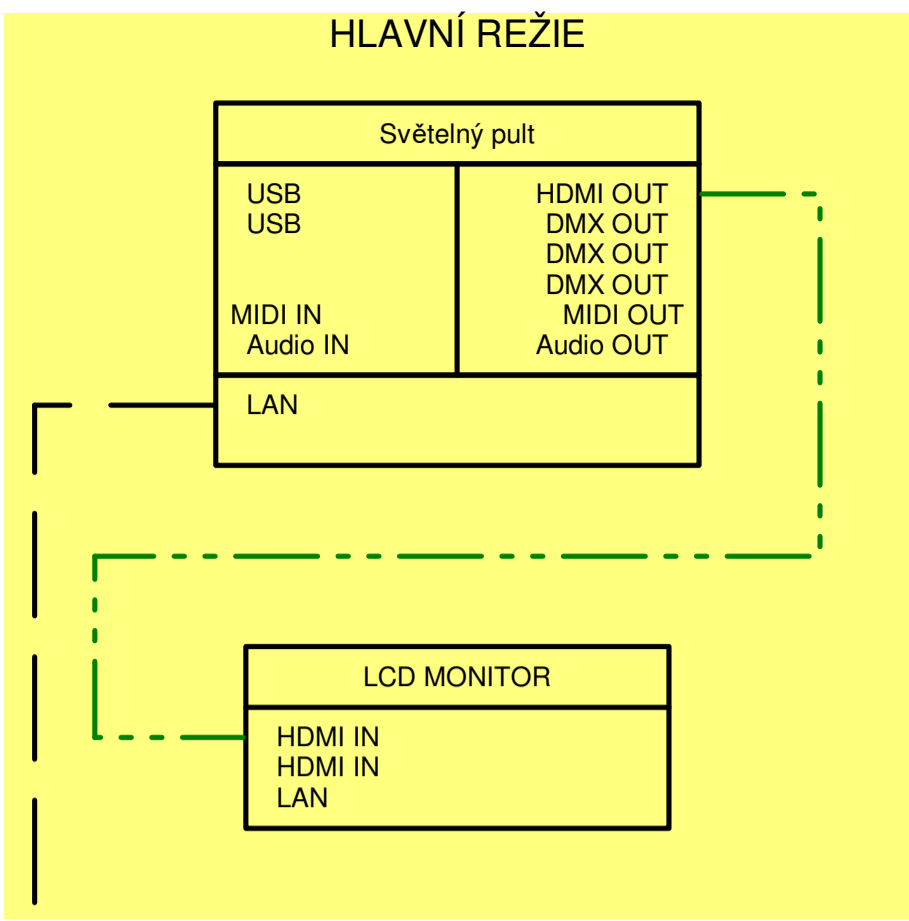 HLAVNÍ REŽIE
Světelný pult
USB
USB
MIDI IN
Audio IN
HDMI OUT
DMX OUT
DMX OUT
DMX OUT
MIDI OUT
Audio OUT
LAN
LCD MONITOR
HDMI IN
HDMI IN
LAN